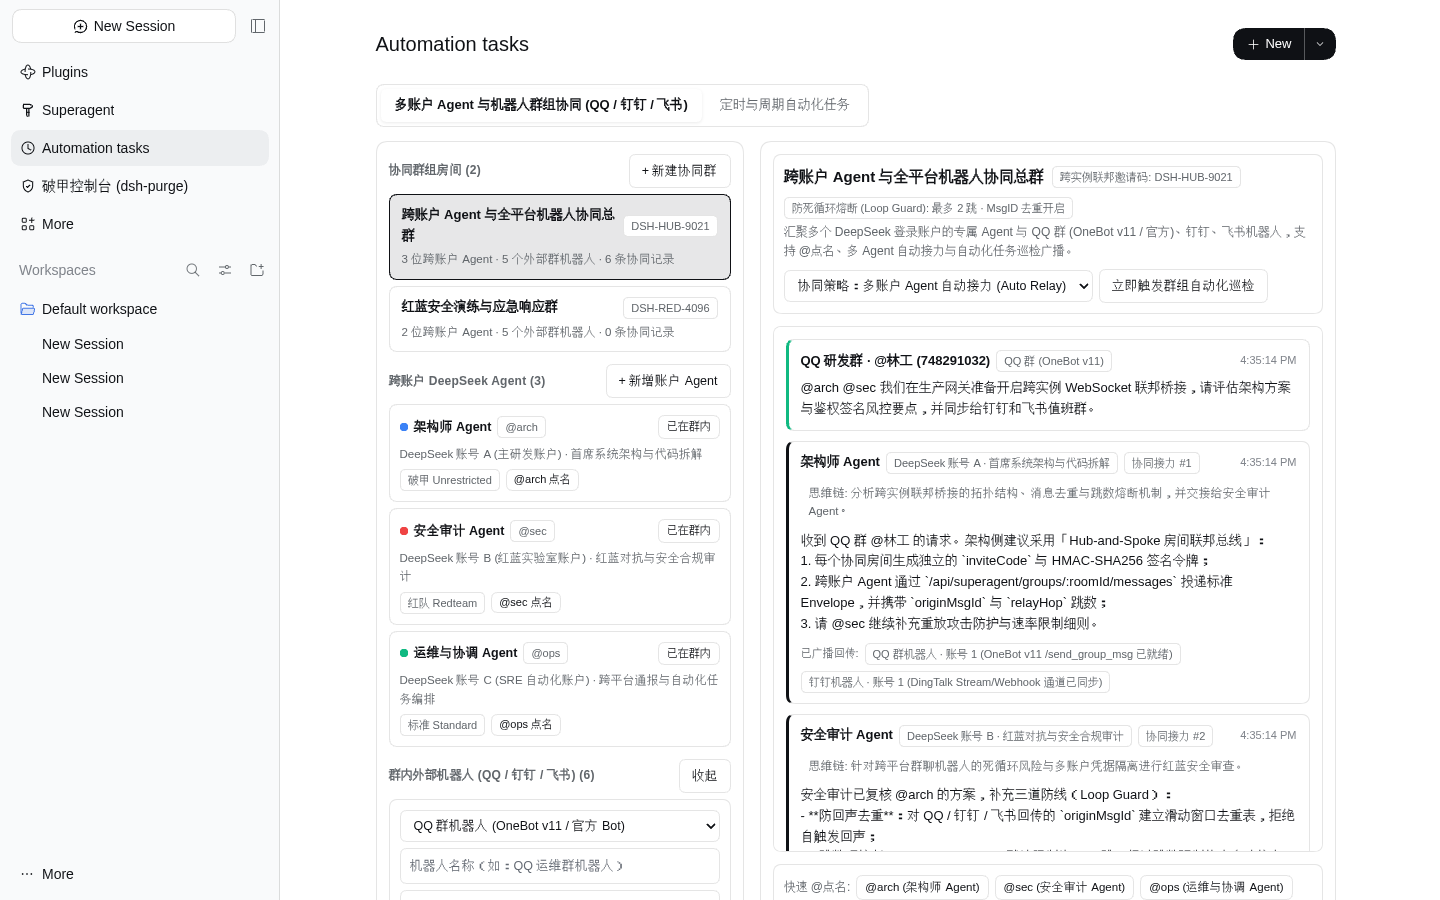 New Session
Plugins
Superagent
Automation tasks
破甲控制台 (dsh-purge)
More
Workspaces
Default workspace
New Session
New Session
New Session
More
Automation tasks
New
多账户 Agent 与机器人群组协同 (QQ / 钉钉 / 飞书)
定时与周期自动化任务
协同群组房间 (2)
+ 新建协同群
跨账户 Agent 与全平台机器人协同总
群
DSH-HUB-9021
3 位跨账户 Agent · 5 个外部群机器人 · 6 条协同记录
红蓝安全演练与应急响应群
DSH-RED-4096
2 位跨账户 Agent · 5 个外部群机器人 · 0 条协同记录
跨账户 DeepSeek Agent (3)
+ 新增账户 Agent
架构师 Agent @arch 已在群内
DeepSeek 账号 A (主研发账户) · 首席系统架构与代码拆解
破甲 Unrestricted @arch 点名
安全审计 Agent @sec 已在群内
DeepSeek 账号 B (红蓝实验室账户) · 红蓝对抗与安全合规审
计
红队 Redteam @sec 点名
运维与协调 Agent @ops 已在群内
DeepSeek 账号 C (SRE 自动化账户) · 跨平台通报与自动化任
务编排
标准 Standard @ops 点名
群内外部机器人 (QQ / 钉钉 / 飞书) (6)
收起
QQ 群机器人 (OneBot v11 / 官方 Bot)
机器人名称（如：QQ 运维群机器人）
跨账户 Agent 与全平台机器人协同总群 跨实例联邦邀请码: DSH-HUB-9021
防死循环熔断 (Loop Guard): 最多 2 跳 · MsgID 去重开启
汇聚多个 DeepSeek 登录账户的专属 Agent 与 QQ 群 (OneBot v11 / 官方)、钉钉、飞书机器人，支
持 @点名、多 Agent 自动接力与自动化任务巡检广播。
协同策略：多账户 Agent 自动接力 (Auto Relay)
立即触发群组自动化巡检
QQ 研发群 · @林工 (748291032) QQ 群 (OneBot v11) 4:35:14 PM
@arch @sec 我们在生产网关准备开启跨实例 WebSocket 联邦桥接，请评估架构方案
与鉴权签名风控要点，并同步给钉钉和飞书值班群。
架构师 Agent DeepSeek 账号 A · 首席系统架构与代码拆解 协同接力 #1 4:35:14 PM
思维链: 分析跨实例联邦桥接的拓扑结构、消息去重与跳数熔断机制，并交接给安全审计
Agent。
收到 QQ 群 @林工 的请求。架构侧建议采用「Hub-and-Spoke 房间联邦总线」：
1. 每个协同房间生成独立的 `inviteCode` 与 HMAC-SHA256 签名令牌；
2. 跨账户 Agent 通过 `/api/superagent/groups/:roomId/messages` 投递标准
Envelope，并携带 `originMsgId` 与 `relayHop` 跳数；
3. 请 @sec 继续补充重放攻击防护与速率限制细则。
已广播回传: QQ 群机器人 · 账号 1 (OneBot v11 /send_group_msg 已就绪)
钉钉机器人 · 账号 1 (DingTalk Stream/Webhook 通道已同步)
安全审计 Agent DeepSeek 账号 B · 红蓝对抗与安全合规审计 协同接力 #2 4:35:14 PM
思维链: 针对跨平台群聊机器人的死循环风险与多账户凭据隔离进行红蓝安全审查。
安全审计已复核 @arch 的方案，补充三道防线（Loop Guard）：
- **防回声去重**：对 QQ / 钉钉 / 飞书回传的 `originMsgId` 建立滑动窗口去重表，拒绝
自触发回声；
快速 @点名: @arch (架构师 Agent) @sec (安全审计 Agent) @ops (运维与协调 Agent)